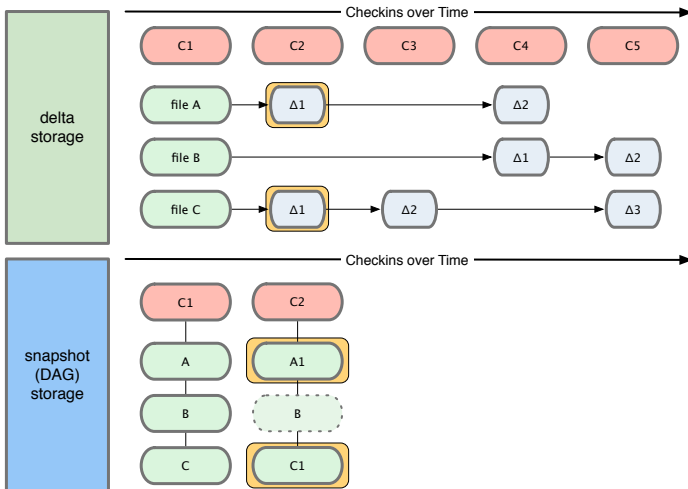 Checkins over Time
C1 C2 C3 C4 C5
delta
storage
file A Δ1 Δ2
file B Δ1 Δ2
file C Δ1 Δ2 Δ3
Checkins over Time
C1 C2
snapshot
(DAG)
storage
A A1
B B
C C1